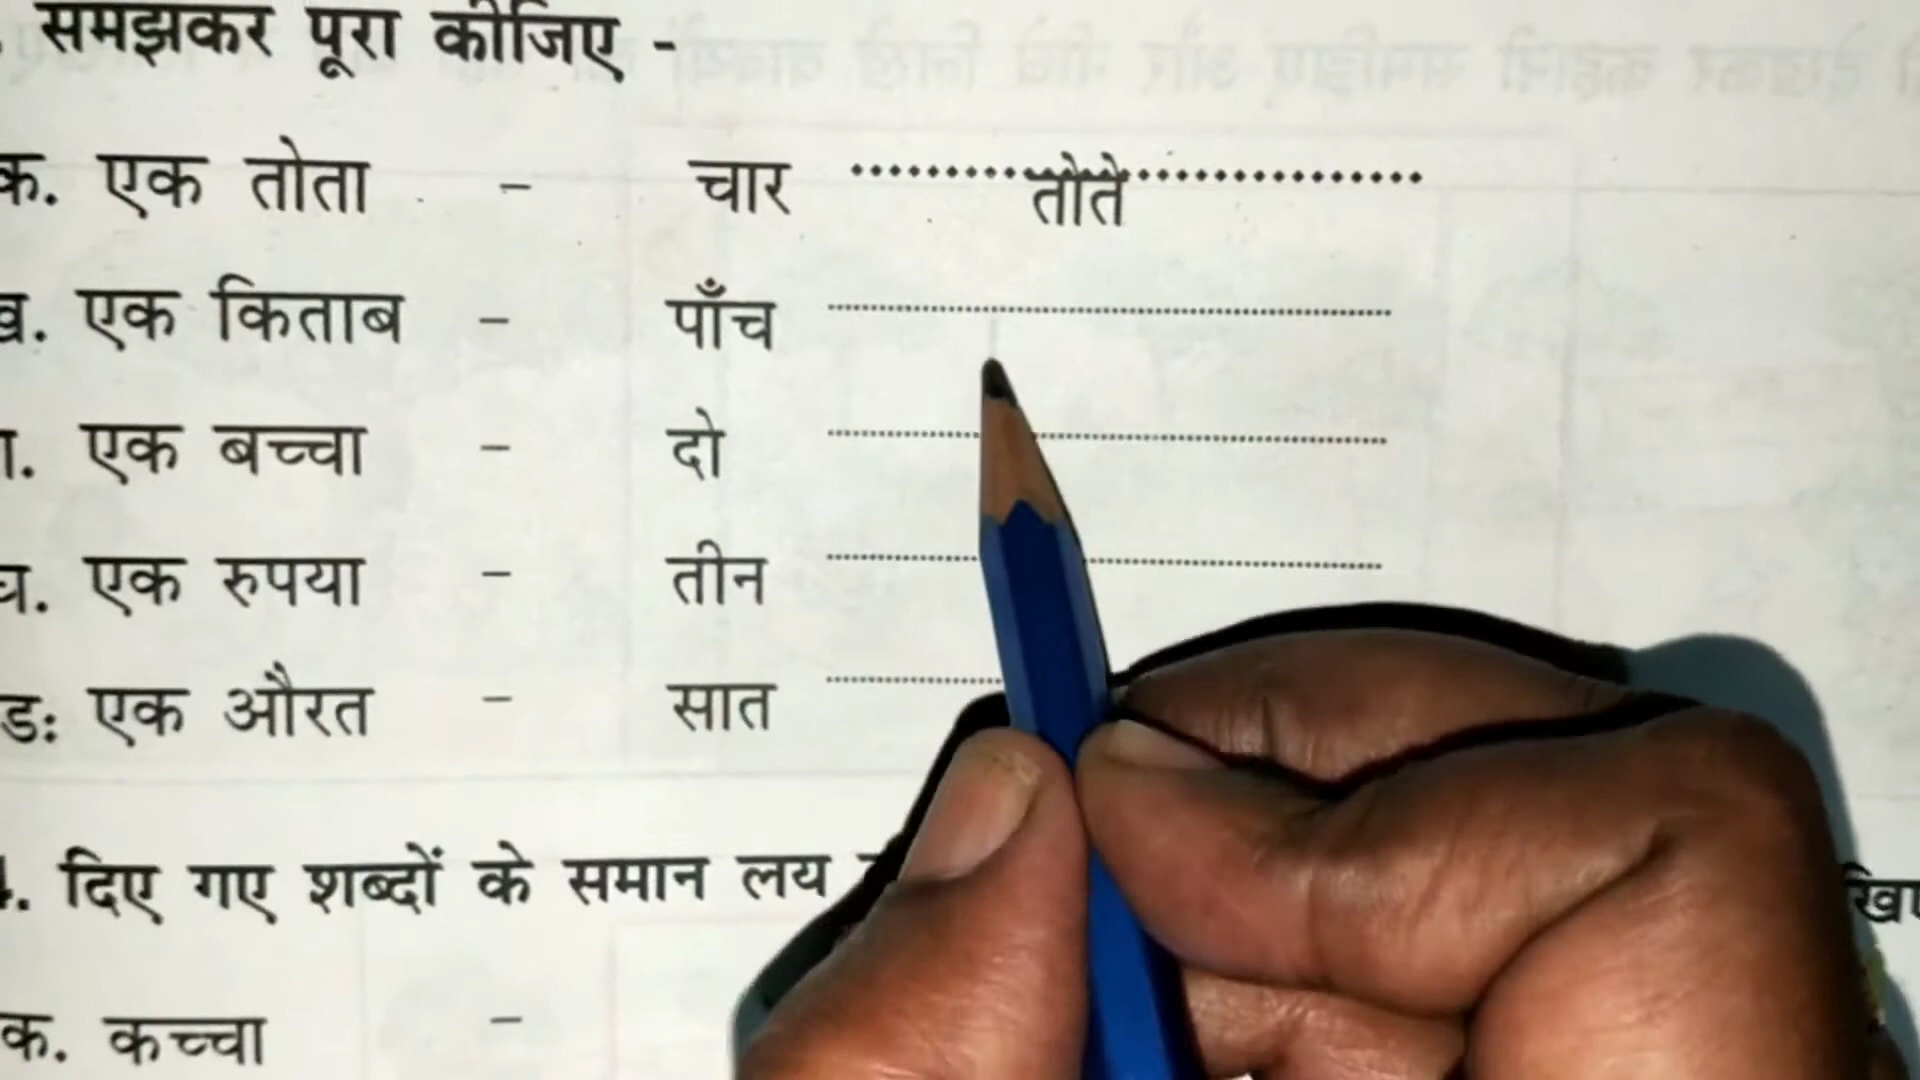 समझकर पूरा कीजिए -
क. एक तोता - चार तोते
ख. एक किताब - पाँच
ग. एक बच्चा - दो
घ. एक रुपया - तीन
ङः एक औरत - सात
4. दिए गए शब्दों के समान लय
क. कच्चा -